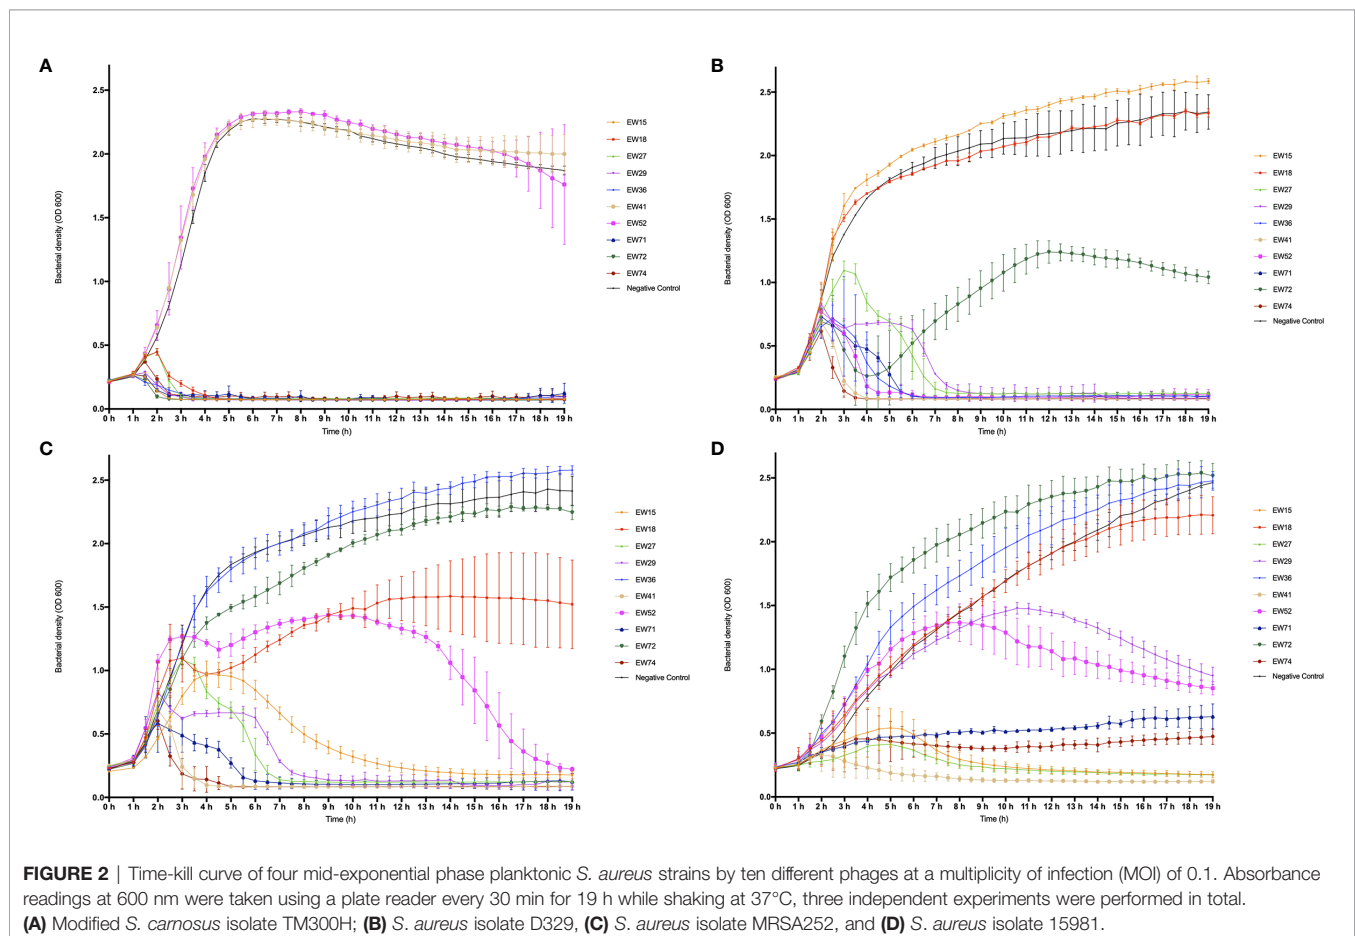 A
2.5
2.0
1.5
1.0
0.5
0.0
Bacterial density (OD 600)
0 h 1 h 2 h 3 h 4 h 5 h 6 h 7 h 8 h 9 h 10 h 11 h 12 h 13 h 14 h 15 h 16 h 17 h 18 h 19 h
Time (h)
EW15
EW18
EW27
EW29
EW36
EW41
EW52
EW71
EW72
EW74
Negative Control
B
2.5
2.0
1.5
1.0
0.5
0.0
Bacterial density (OD 600)
0 h 1 h 2 h 3 h 4 h 5 h 6 h 7 h 8 h 9 h 10 h 11 h 12 h 13 h 14 h 15 h 16 h 17 h 18 h 19 h
Time (h)
EW15
EW18
EW27
EW29
EW36
EW41
EW52
EW71
EW72
EW74
Negative Control
C
2.5
2.0
1.5
1.0
0.5
0.0
Bacterial density (OD 600)
0 h 1 h 2 h 3 h 4 h 5 h 6 h 7 h 8 h 9 h 10 h 11 h 12 h 13 h 14 h 15 h 16 h 17 h 18 h 19 h
Time (h)
EW15
EW18
EW27
EW29
EW36
EW41
EW52
EW71
EW72
EW74
Negative Control
D
2.5
2.0
1.5
1.0
0.5
0.0
Bacterial density (OD 600)
0 h 1 h 2 h 3 h 4 h 5 h 6 h 7 h 8 h 9 h 10 h 11 h 12 h 13 h 14 h 15 h 16 h 17 h 18 h 19 h
Time (h)
EW15
EW18
EW27
EW29
EW36
EW41
EW52
EW71
EW72
EW74
Negative Control
FIGURE 2 | Time-kill curve of four mid-exponential phase planktonic S. aureus strains by ten different phages at a multiplicity of infection (MOI) of 0.1. Absorbance
readings at 600 nm were taken using a plate reader every 30 min for 19 h while shaking at 37°C, three independent experiments were performed in total.
(A) Modified S. carnosus isolate TM300H; (B) S. aureus isolate D329, (C) S. aureus isolate MRSA252, and (D) S. aureus isolate 15981.